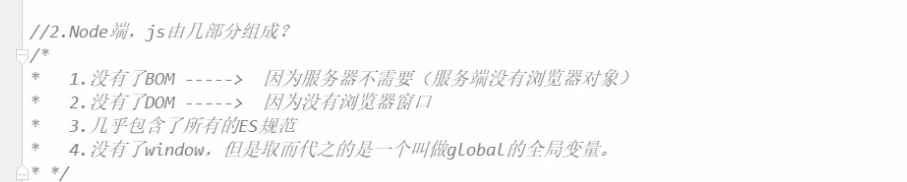 //2.Node端，js由几部分组成？
/*
*   1.没有了BOM ----->  因为服务器不需要（服务端没有浏览器对象）
*   2.没有了DOM ----->  因为没有浏览器窗口
*   3.几乎包含了所有的ES规范
*   4.没有了window，但是取而代之的是一个叫做global的全局变量。
* */